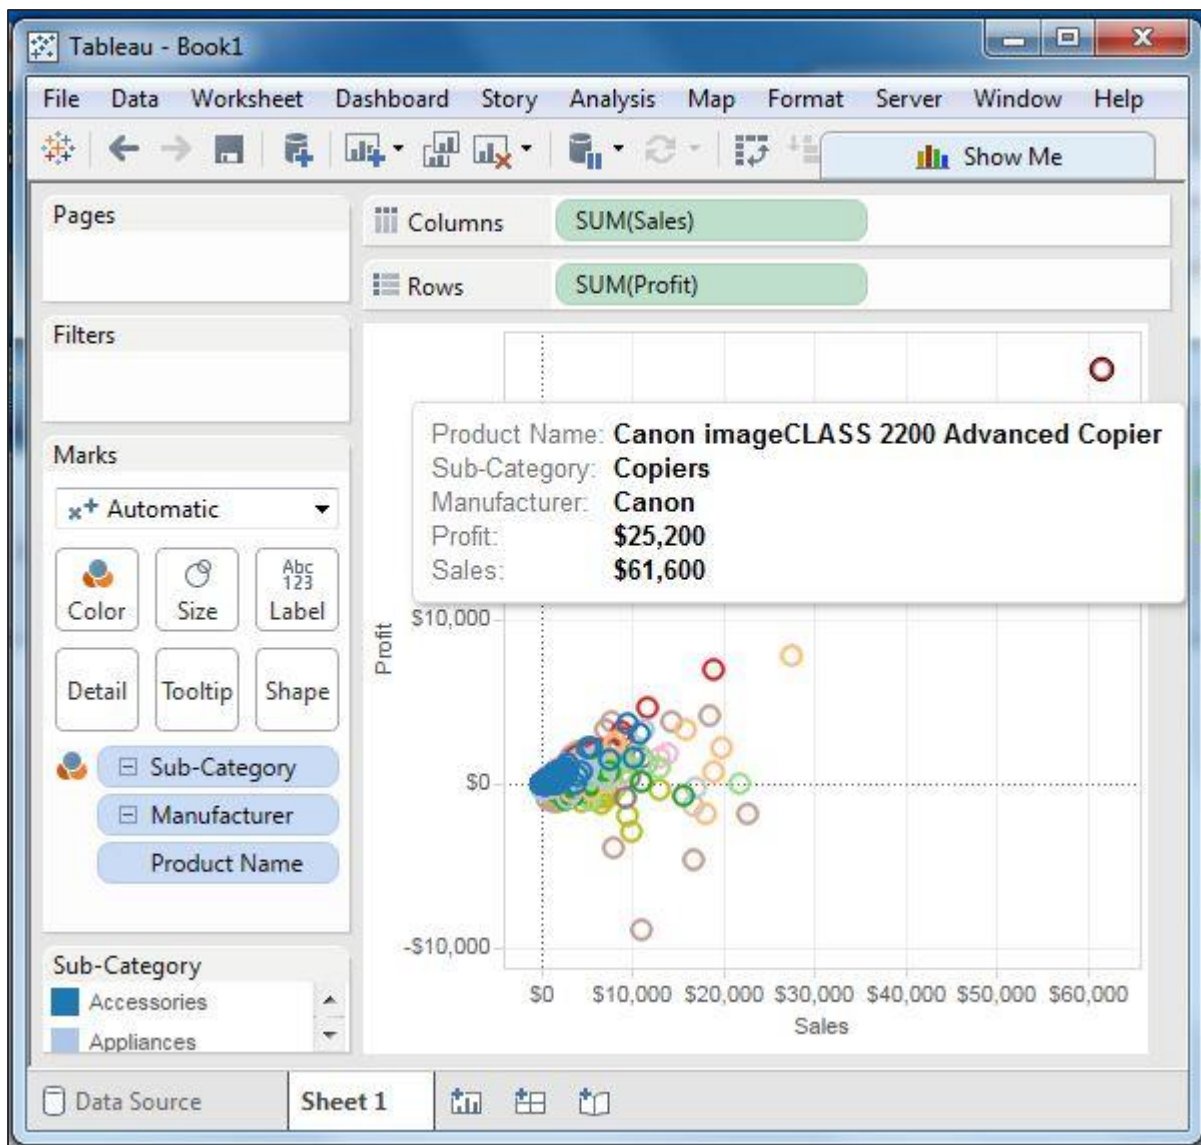 Tableau - Book1
File Data Worksheet Dashboard Story Analysis Map Format Server Window Help
Show Me
Pages
Columns SUM(Sales)
Rows SUM(Profit)
Filters
Marks
Automatic
Color Size Abc 123 Label
Detail Tooltip Shape
Sub-Category
Manufacturer
Product Name
Sub-Category
Accessories
Appliances
Product Name: Canon imageCLASS 2200 Advanced Copier
Sub-Category: Copiers
Manufacturer: Canon
Profit: $25,200
Sales: $61,600
Profit
$10,000
$0
-$10,000
$0 $10,000 $20,000 $30,000 $40,000 $50,000 $60,000
Sales
Data Source Sheet 1